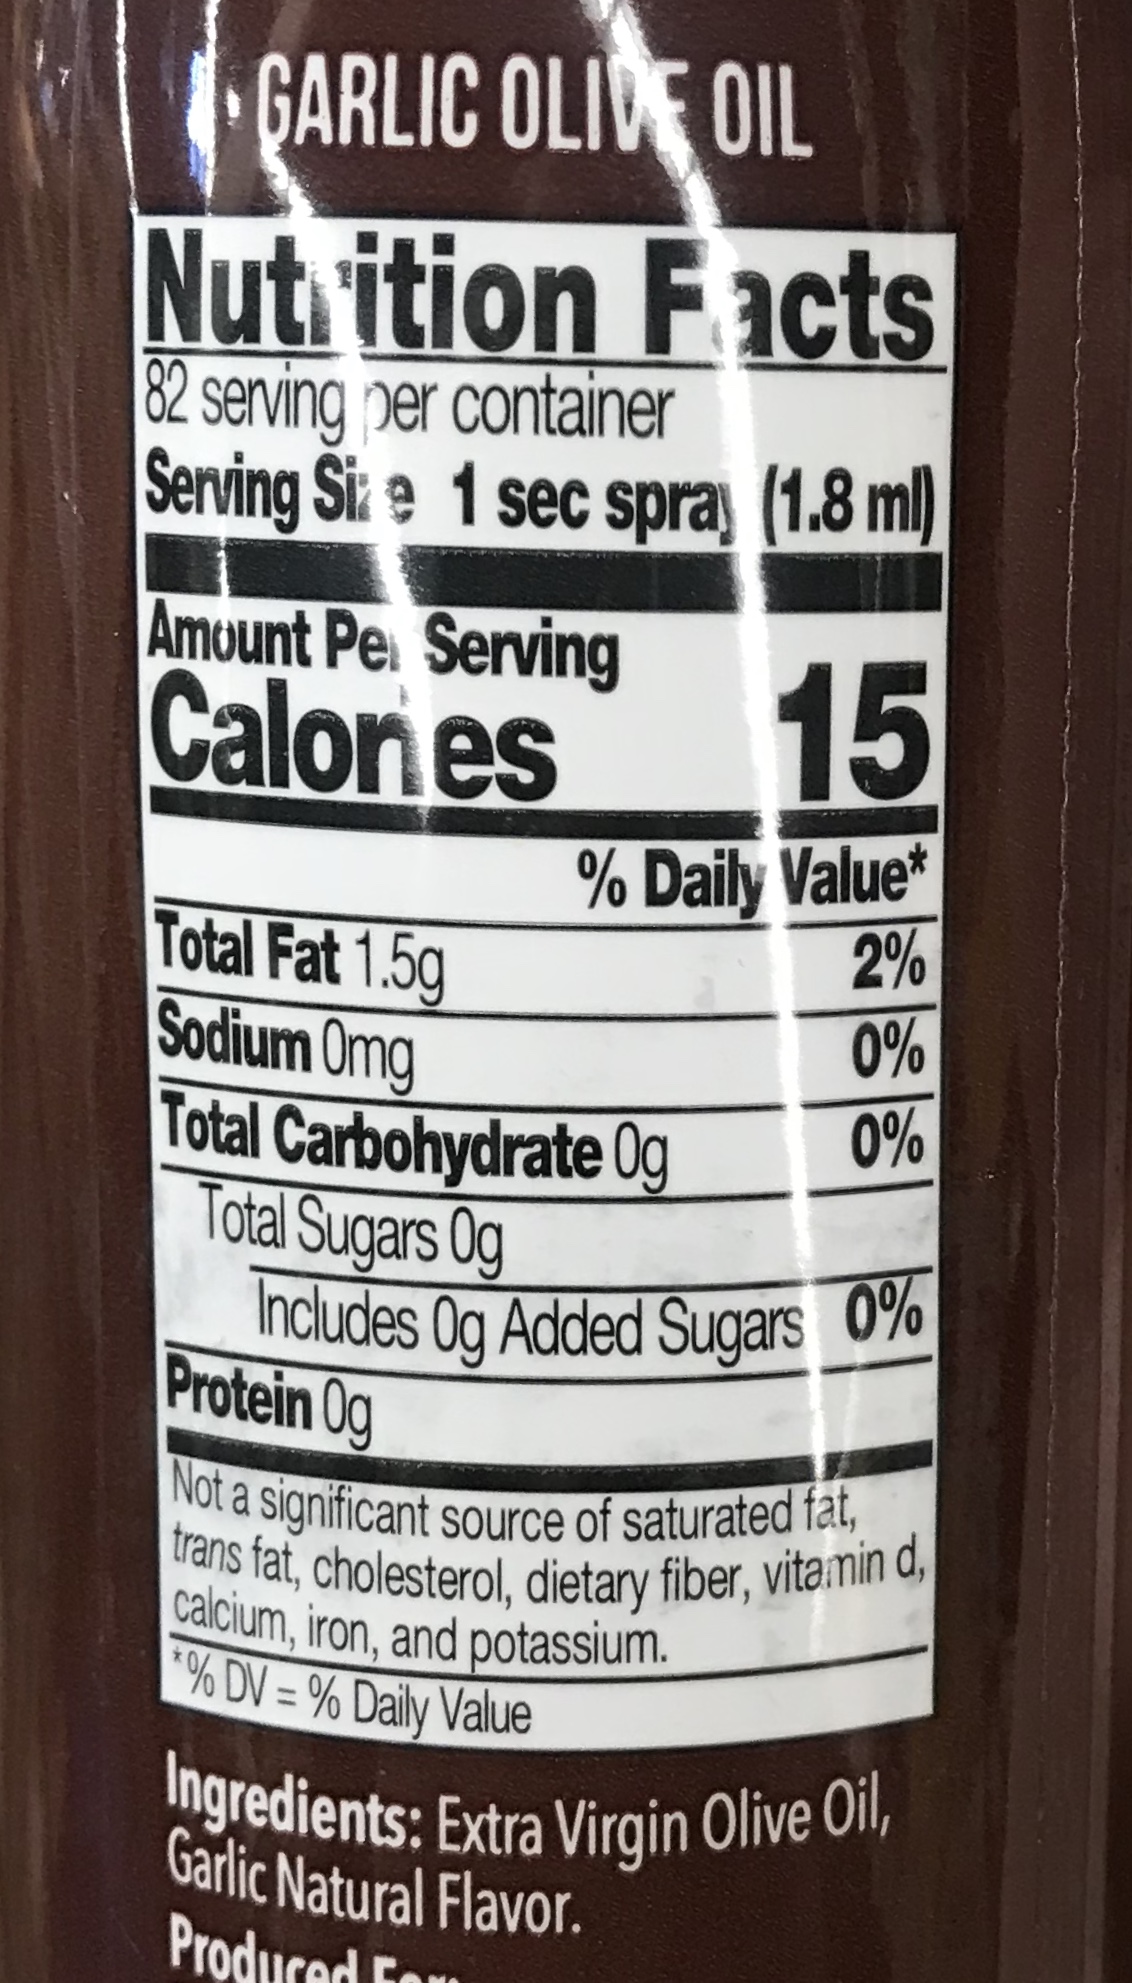 GARLIC OLIVE OIL
Nutrition Facts
82 serving per container
Serving Size 1 sec spray (1.8 ml)
Amount Per Serving
Calories 15
% Daily Value*
Total Fat 1.5g 2%
Sodium 0mg 0%
Total Carbohydrate 0g 0%
Total Sugars 0g
Includes 0g Added Sugars 0%
Protein 0g
Not a significant source of saturated fat,
trans fat, cholesterol, dietary fiber, vitamin d,
calcium, iron, and potassium.
*% DV = % Daily Value
Ingredients: Extra Virgin Olive Oil,
Garlic Natural Flavor.
Produced For: